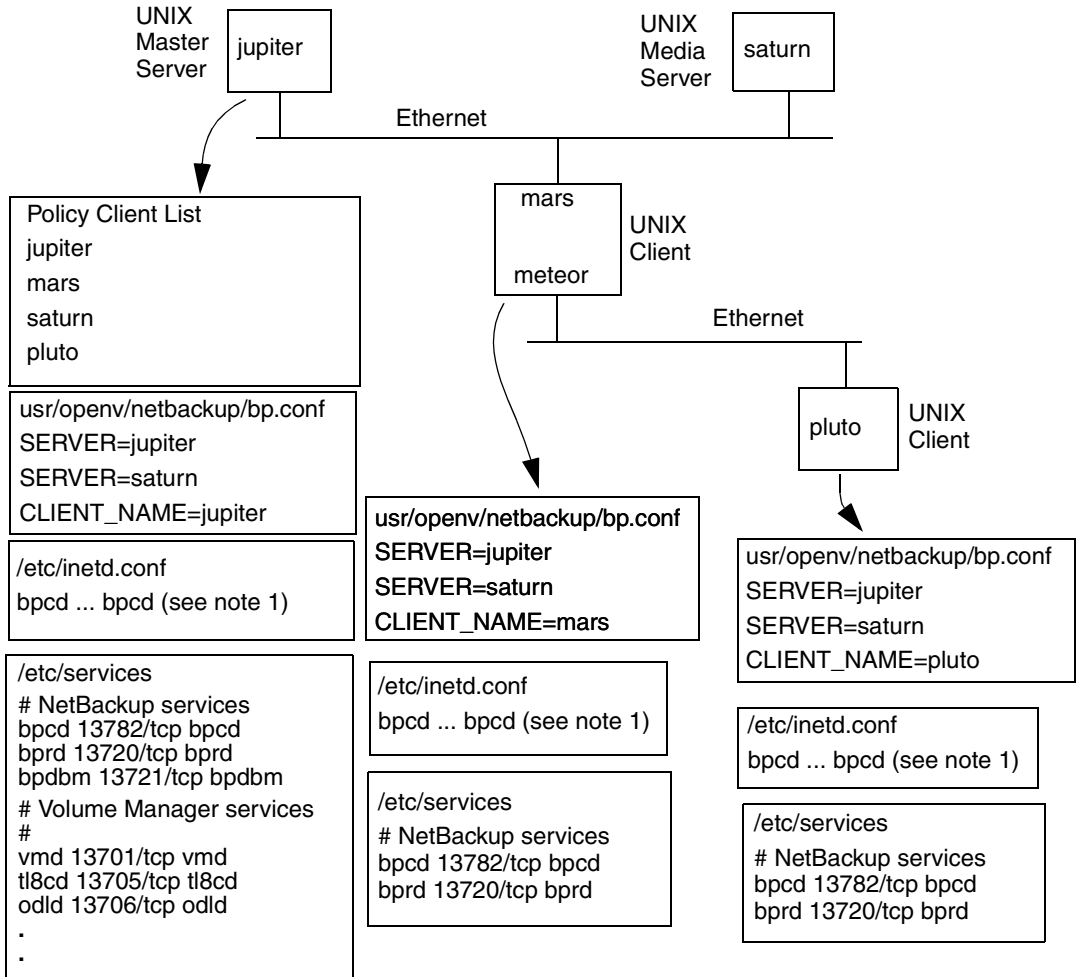 UNIX
Master
Server
jupiter
UNIX
Media
Server
saturn
Ethernet
mars
meteor
UNIX
Client
Ethernet
pluto
UNIX
Client
Policy Client List
jupiter
mars
saturn
pluto
usr/openv/netbackup/bp.conf
SERVER=jupiter
SERVER=saturn
CLIENT_NAME=jupiter
/etc/inetd.conf
bpcd ... bpcd (see note 1)
/etc/services
# NetBackup services
bpcd 13782/tcp bpcd
bprd 13720/tcp bprd
bpdbm 13721/tcp bpdbm
# Volume Manager services
#
vmd 13701/tcp vmd
tl8cd 13705/tcp tl8cd
odld 13706/tcp odld
.
.
usr/openv/netbackup/bp.conf
SERVER=jupiter
SERVER=saturn
CLIENT_NAME=mars
/etc/inetd.conf
bpcd ... bpcd (see note 1)
/etc/services
# NetBackup services
bpcd 13782/tcp bpcd
bprd 13720/tcp bprd
usr/openv/netbackup/bp.conf
SERVER=jupiter
SERVER=saturn
CLIENT_NAME=pluto
/etc/inetd.conf
bpcd ... bpcd (see note 1)
/etc/services
# NetBackup services
bpcd 13782/tcp bpcd
bprd 13720/tcp bprd